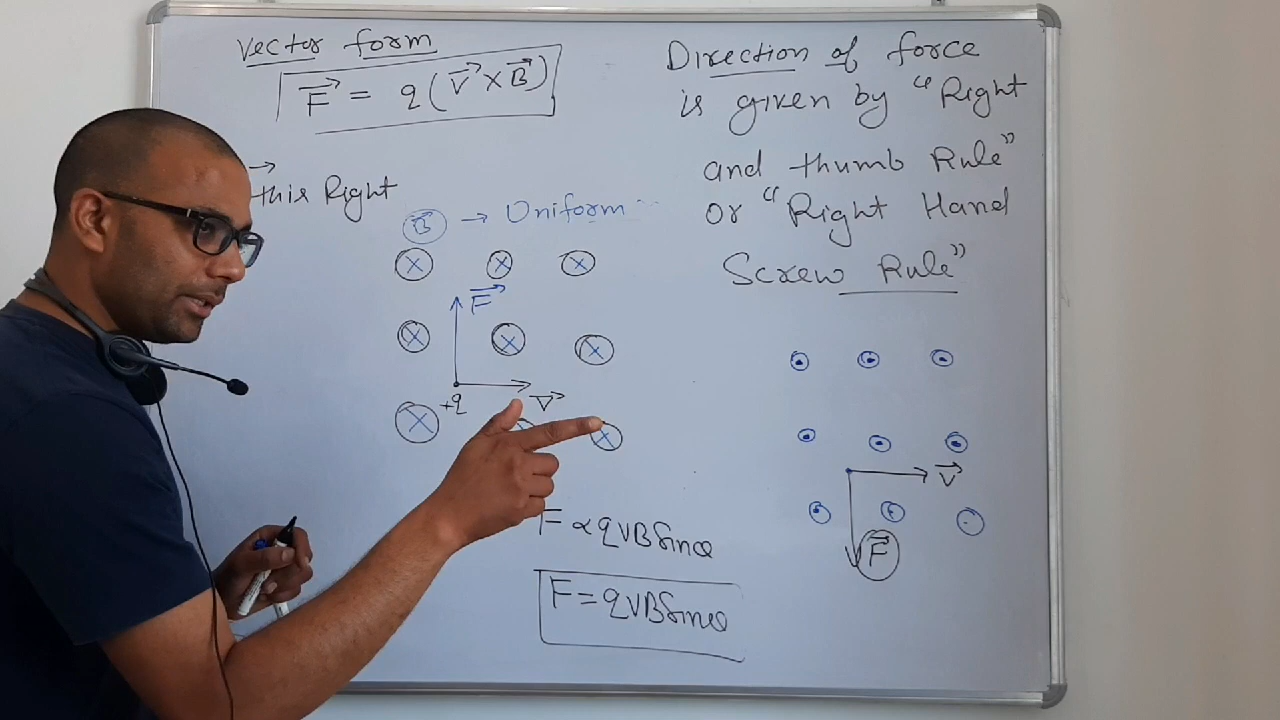 Vector form
F⃗ = q (V⃗ × B⃗)
this Right
B⃗ → Uniform
F⃗
+q
V⃗
F ∝ qVBSinθ
F = qVBSinθ
Direction of force
is given by "Right
and thumb Rule"
or "Right Hand
Screw Rule"
V⃗
F⃗